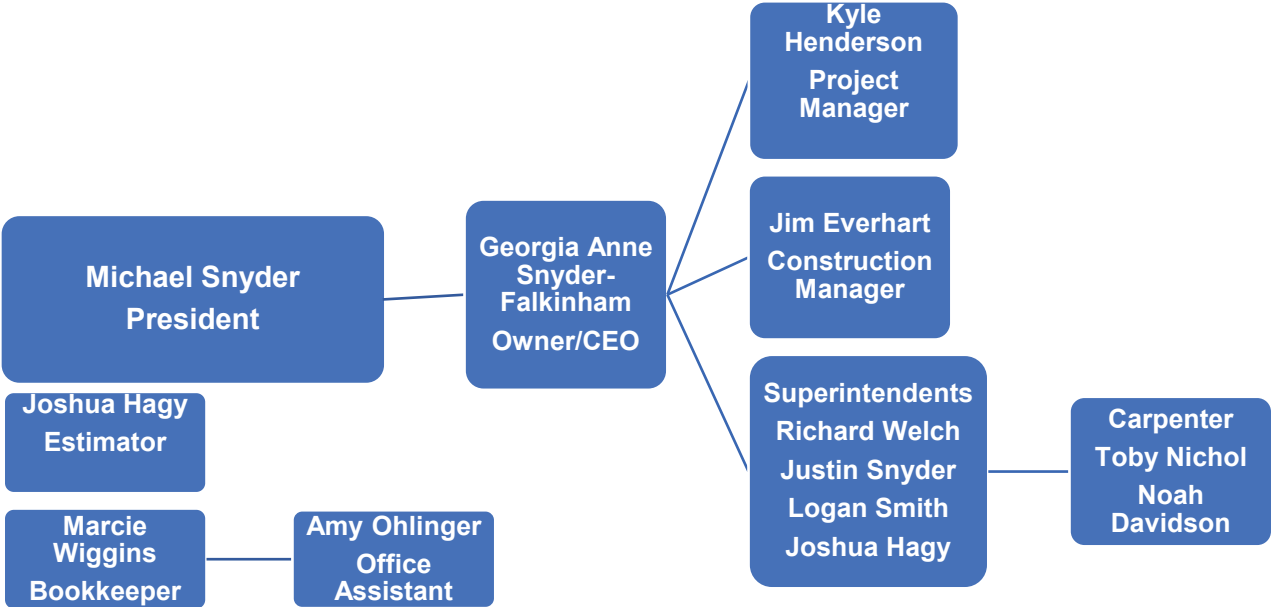 Kyle
Henderson
Project
Manager
Jim Everhart
Construction
Manager
Michael Snyder
President
Georgia Anne
Snyder-
Falkinham
Owner/CEO
Superintendents
Richard Welch
Justin Snyder
Logan Smith
Joshua Hagy
Carpenter
Toby Nichol
Noah
Davidson
Joshua Hagy
Estimator
Marcie
Wiggins
Bookkeeper
Amy Ohlinger
Office
Assistant